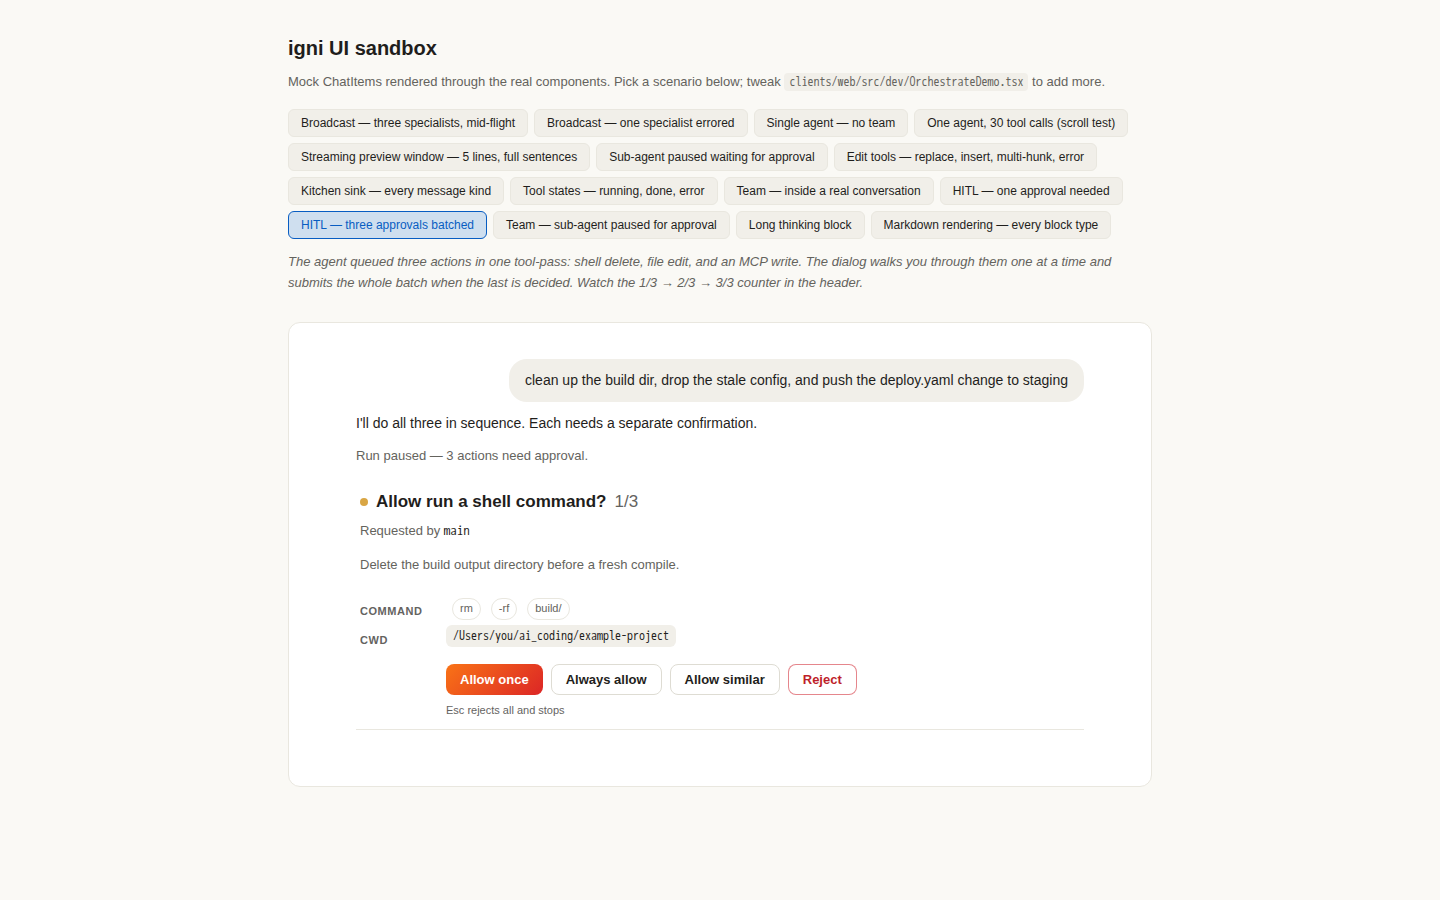 igni UI sandbox
Mock ChatItems rendered through the real components. Pick a scenario below; tweak clients/web/src/dev/OrchestrateDemo.tsx to add more.
Broadcast — three specialists, mid-flight
Broadcast — one specialist errored
Single agent — no team
One agent, 30 tool calls (scroll test)
Streaming preview window — 5 lines, full sentences
Sub-agent paused waiting for approval
Edit tools — replace, insert, multi-hunk, error
Kitchen sink — every message kind
Tool states — running, done, error
Team — inside a real conversation
HITL — one approval needed
HITL — three approvals batched
Team — sub-agent paused for approval
Long thinking block
Markdown rendering — every block type
The agent queued three actions in one tool-pass: shell delete, file edit, and an MCP write. The dialog walks you through them one at a time and
submits the whole batch when the last is decided. Watch the 1/3 → 2/3 → 3/3 counter in the header.
clean up the build dir, drop the stale config, and push the deploy.yaml change to staging
I'll do all three in sequence. Each needs a separate confirmation.
Run paused — 3 actions need approval.
Allow run a shell command? 1/3
Requested by main
Delete the build output directory before a fresh compile.
COMMAND rm -rf build/
CWD /Users/you/ai_coding/example-project
Allow once Always allow Allow similar Reject
Esc rejects all and stops